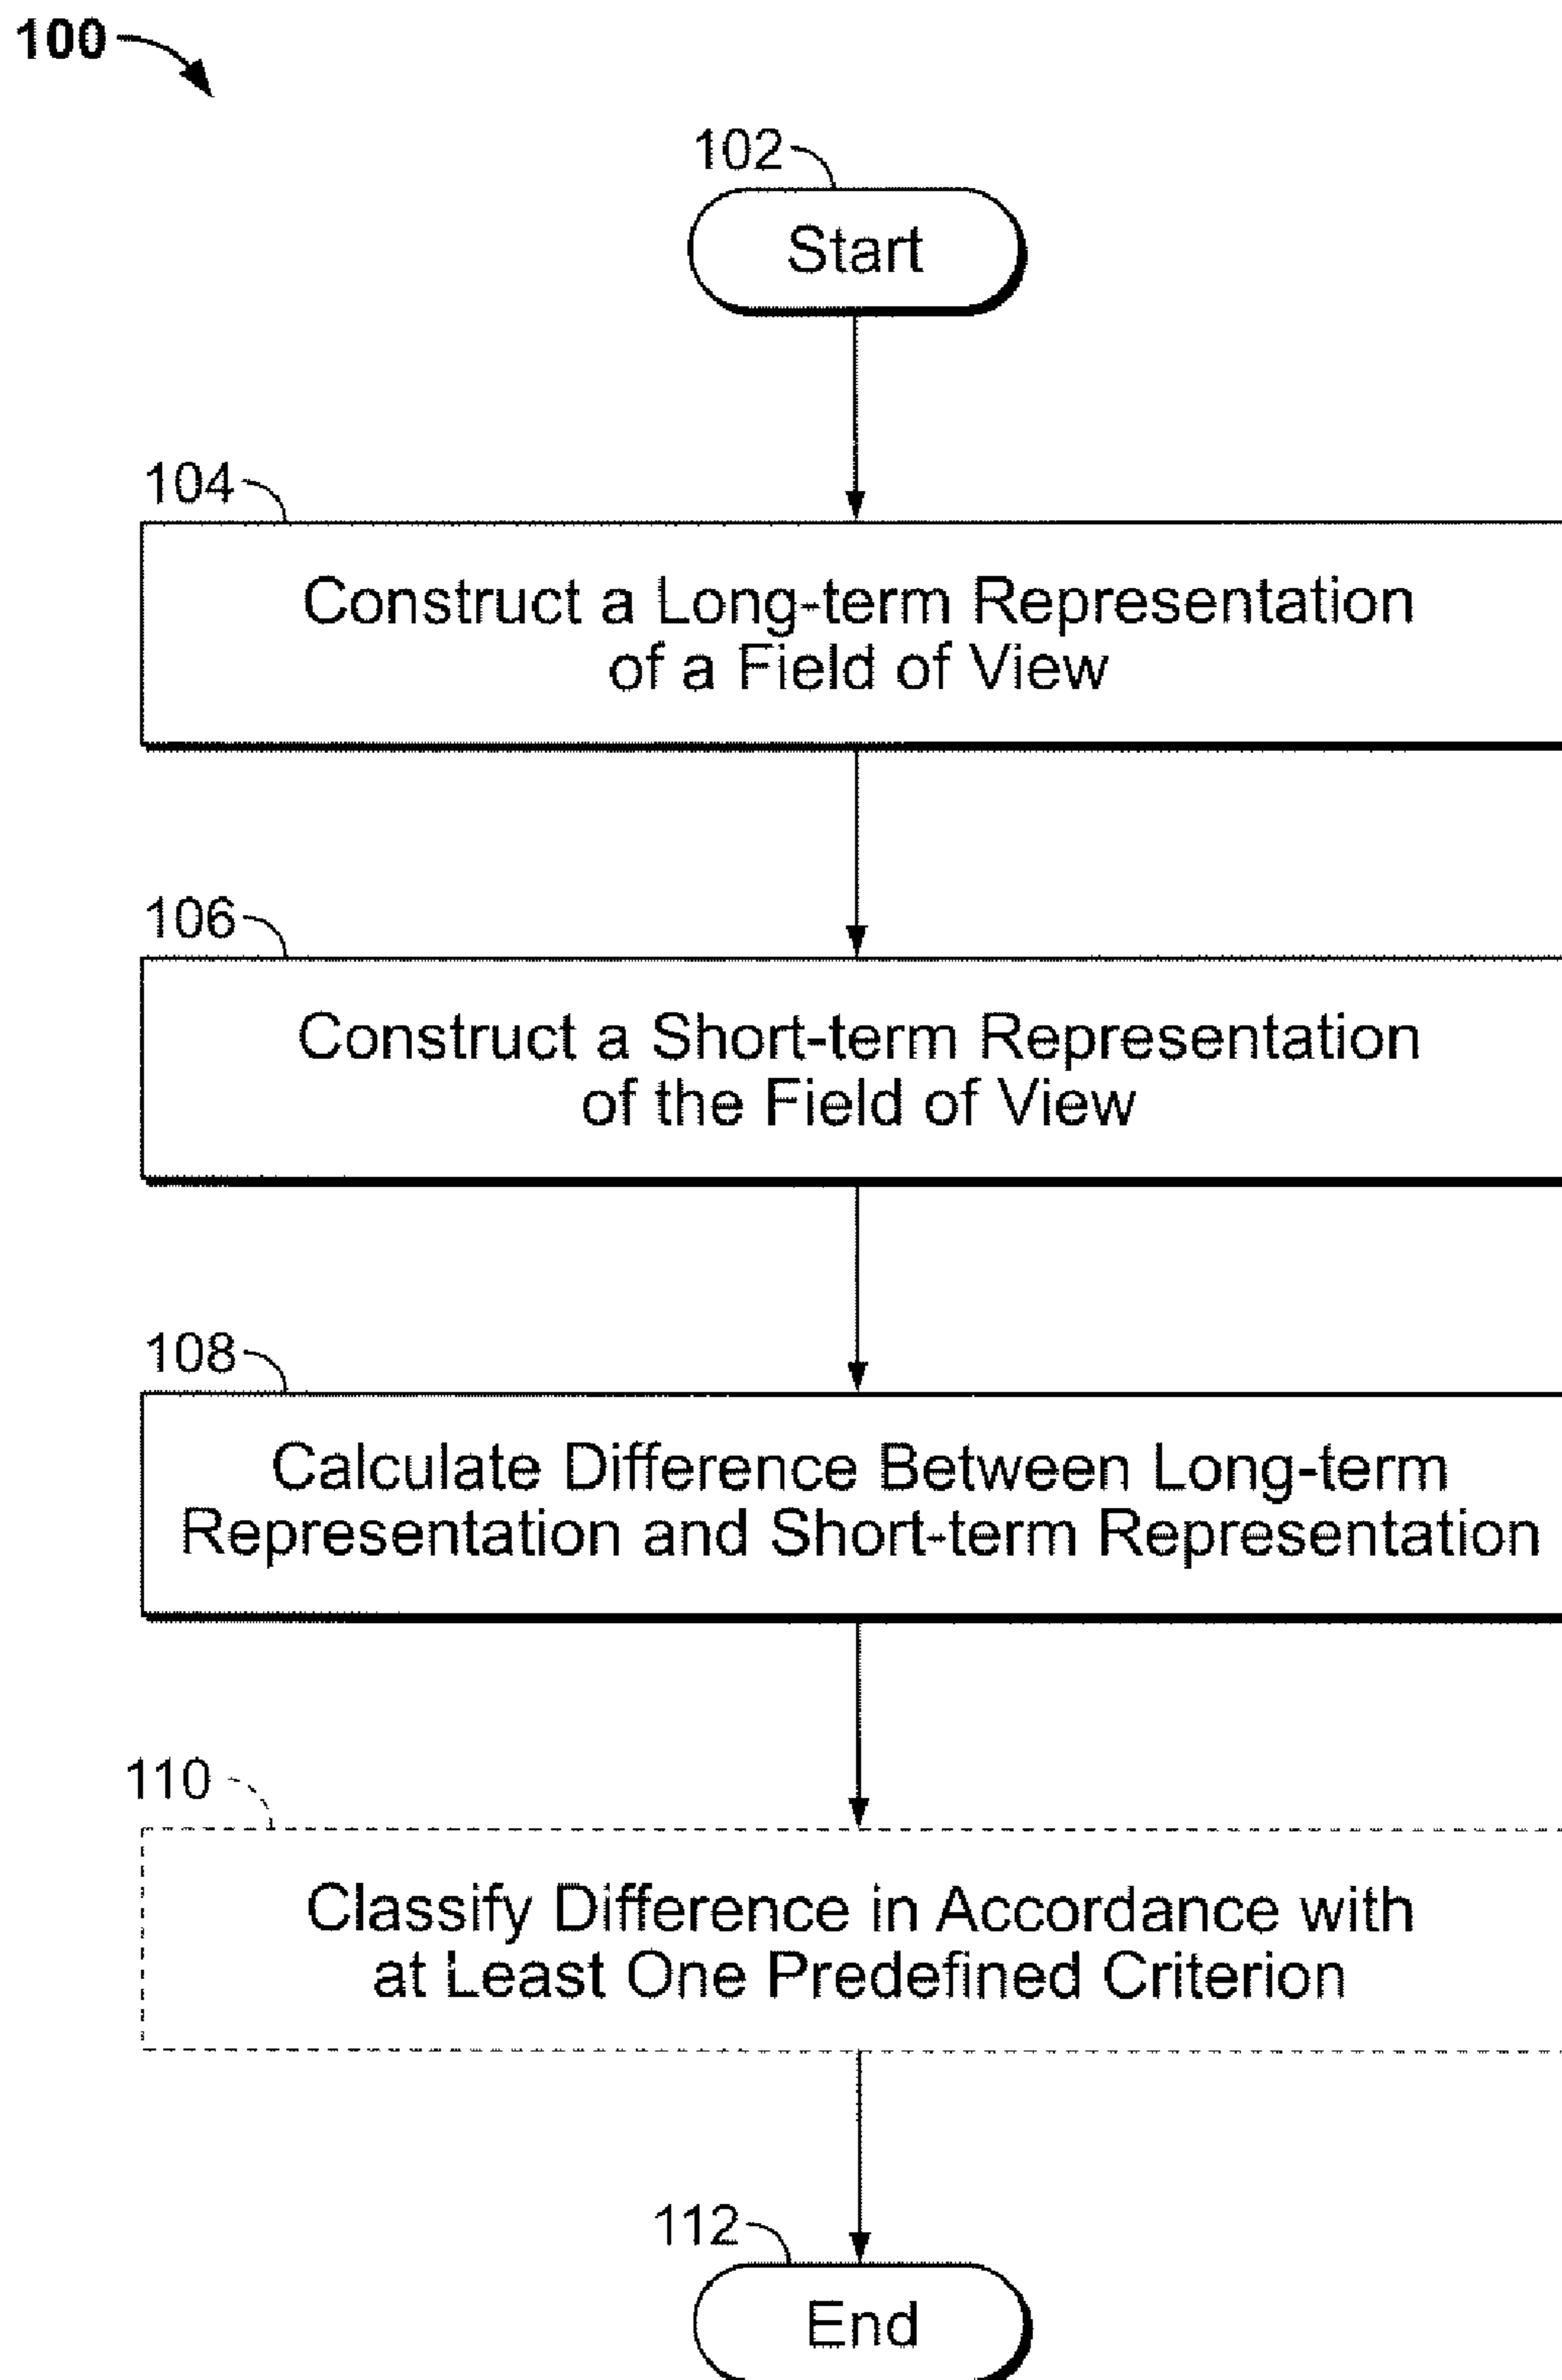 100
102
Start
104
Construct a Long-term Representation
of a Field of View
106
Construct a Short-term Representation
of the Field of View
108
Calculate Difference Between Long-term
Representation and Short-term Representation
110
Classify Difference in Accordance with
at Least One Predefined Criterion
112
End